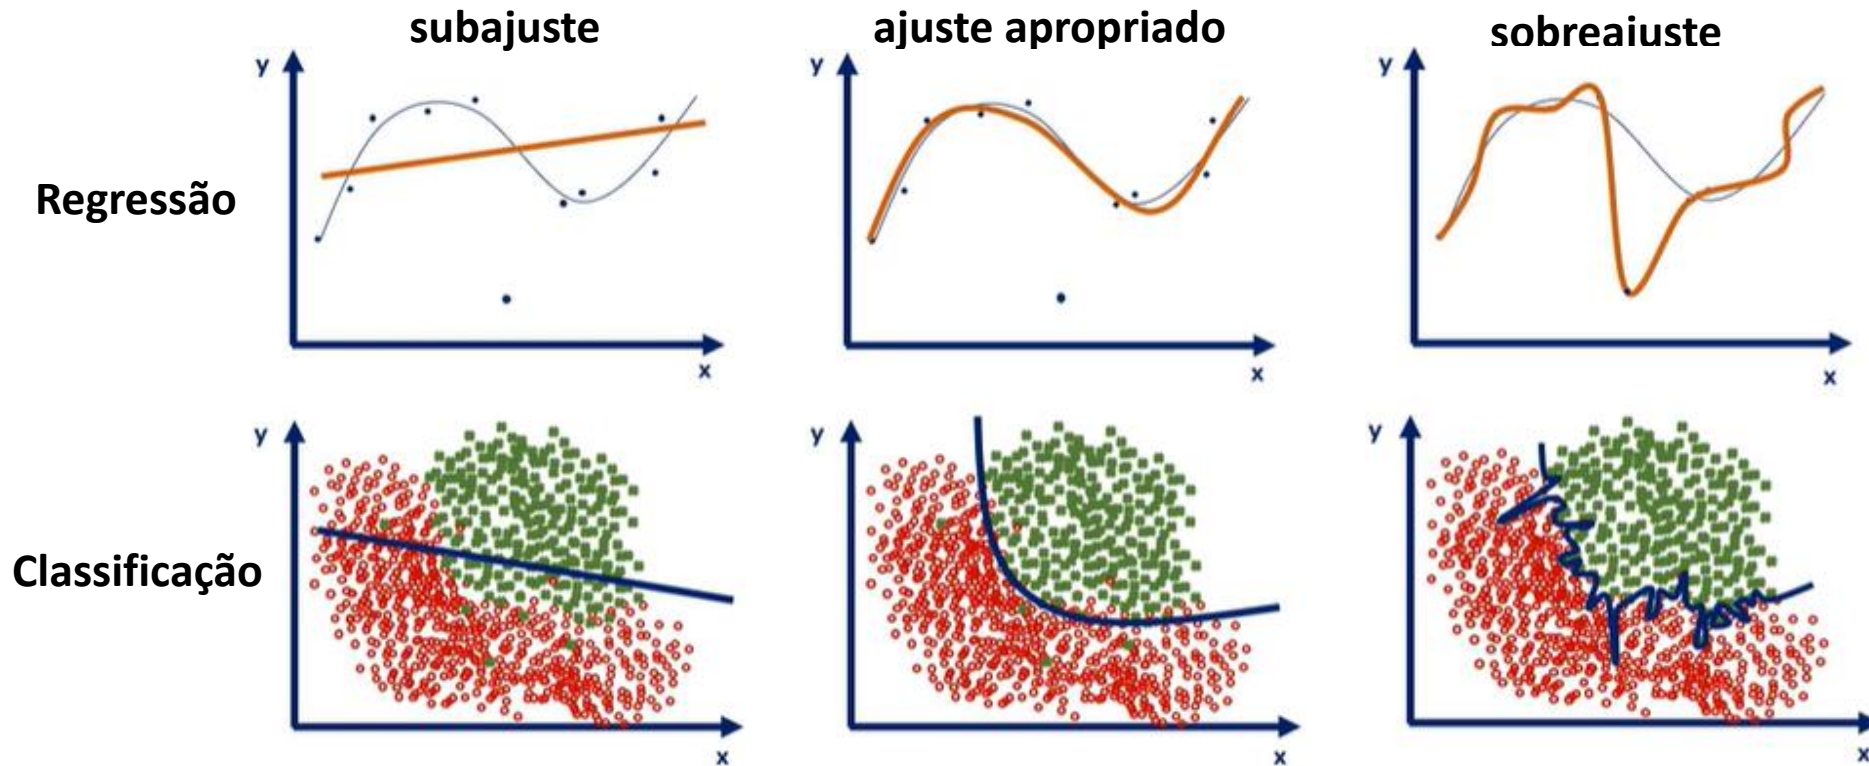 subajuste
ajuste apropriado
sobreajuste
Regressão
y
x
y
x
y
x
Classificação
y
x
y
x
y
x